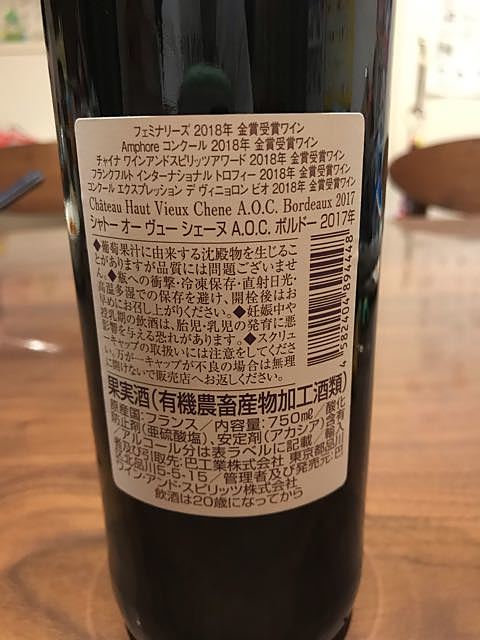 フェミナリーズ 2018年 金賞受賞ワイン
Amphore コンクール 2018年 金賞受賞ワイン
チャイナ ワインアンドスピリッツアワード 2018年 金賞受賞ワイン
フランクフルト インターナショナル トロフィー 2018年 金賞受賞ワイン
コンクール エクスプレッション デ ヴィニョロン ビオ 2018年 金賞受賞ワイン
Château Haut Vieux Chene A.O.C. Bordeaux 2017
シャトー オー ヴュー シェーヌ A.O.C. ボルドー 2017年
◆葡萄果汁に由来する沈殿物を生じるこ
とがありますが品質には問題ございませ
ん。◆壜への衝撃・冷凍保存・直射日光・
高温多湿での保存を避け、開栓後はお
早めにお召し上がりください。◆妊娠中や
授乳期の飲酒は、胎児・乳児の発育に悪
影響を与える恐れがあります。◆スクリュ
ーキャップの取扱いには注意をしてくださ
い。万が一キャップが不良の場合は無理
に開けないで販売店へお返しください。
4582404894448
果実酒(有機農畜産物加工酒類)
原産国:フランス/内容量:750㎖/酸化
防止剤(亜硫酸塩)、安定剤(アカシア)含有
/アルコール分は表ラベルに記載/輸入
者及び引取先:巴工業株式会社 東京都品川
区北品川5-5-15/管理者及び発売元:巴
ワイン・アンド・スピリッツ株式会社
飲酒は20歳になってから